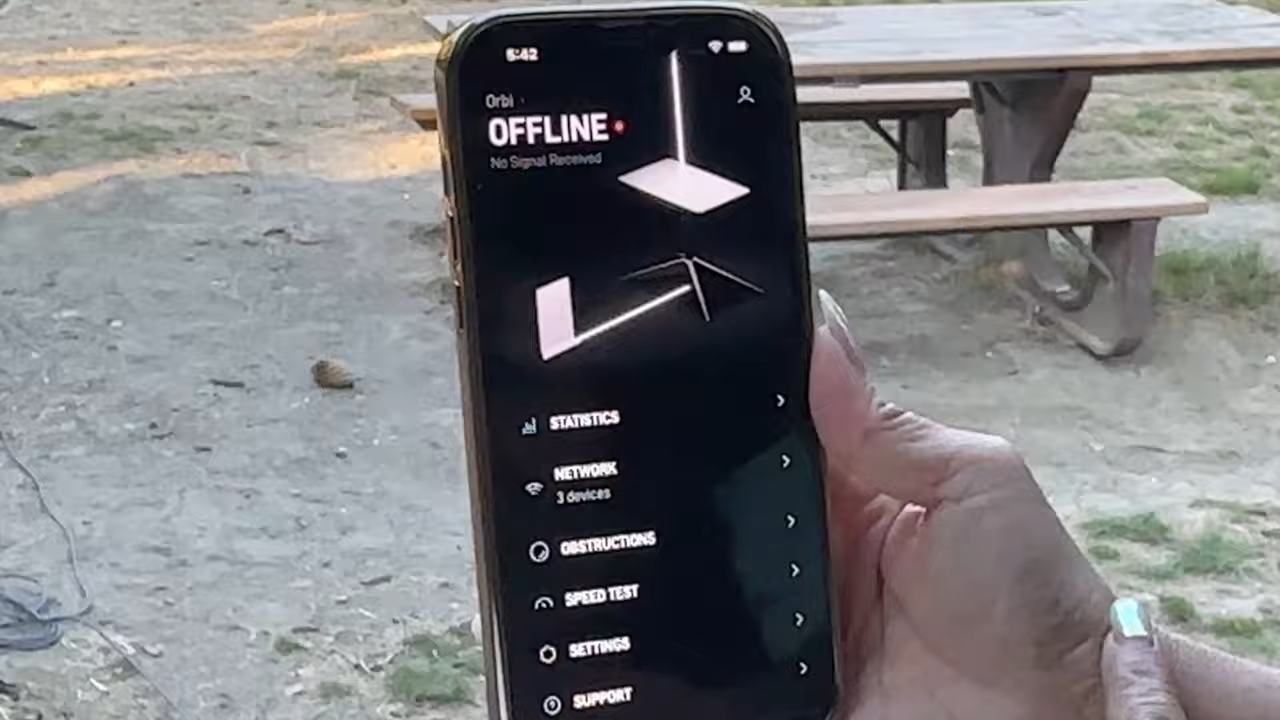 5:42
Orbi
OFFLINE
No Signal Received
STATISTICS
NETWORK
3 devices
OBSTRUCTIONS
SPEED TEST
SETTINGS
SUPPORT